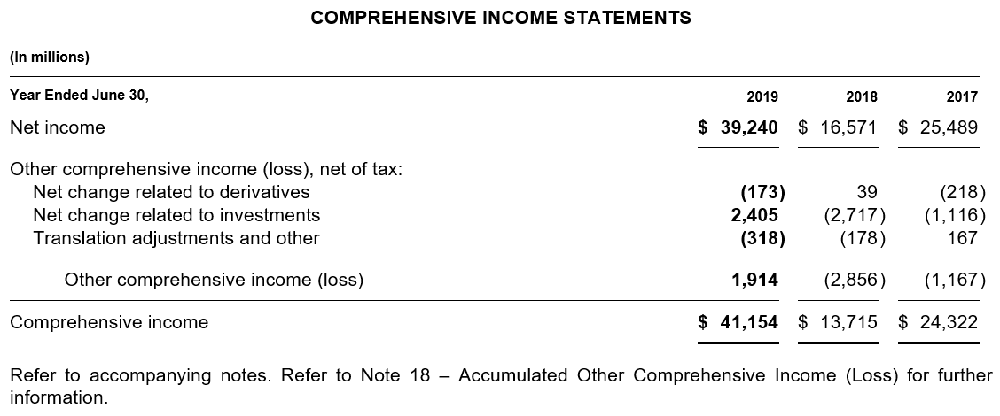 COMPREHENSIVE INCOME STATEMENTS
(In millions)
Year Ended June 30, 2019 2018 2017
Net income $ 39,240 $ 16,571 $ 25,489
Other comprehensive income (loss), net of tax:
Net change related to derivatives (173) 39 (218)
Net change related to investments 2,405 (2,717) (1,116)
Translation adjustments and other (318) (178) 167
Other comprehensive income (loss) 1,914 (2,856) (1,167)
Comprehensive income $ 41,154 $ 13,715 $ 24,322
Refer to accompanying notes. Refer to Note 18 – Accumulated Other Comprehensive Income (Loss) for further
information.